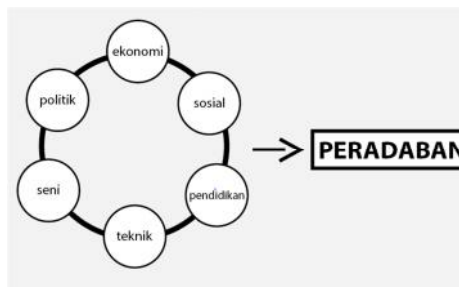 ekonomi
politik
sosial
PERADABAN
seni
pendidikan
teknik